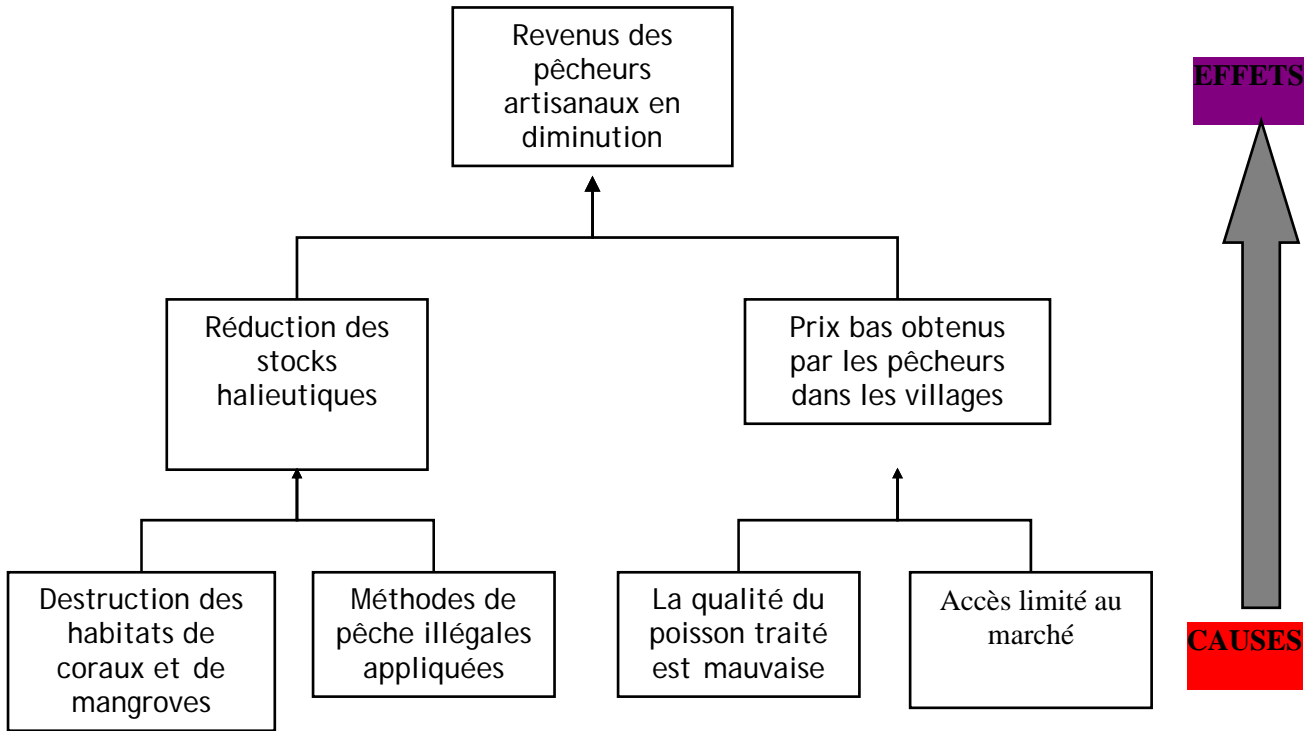 Revenus des
pêcheurs
artisanaux en
diminution
EFFETS
Réduction des
stocks
halieutiques
Prix bas obtenus
par les pêcheurs
dans les villages
Destruction des
habitats de
coraux et de
mangroves
Méthodes de
pêche illégales
appliquées
La qualité du
poisson traité
est mauvaise
Accès limité au
marché
CAUSES